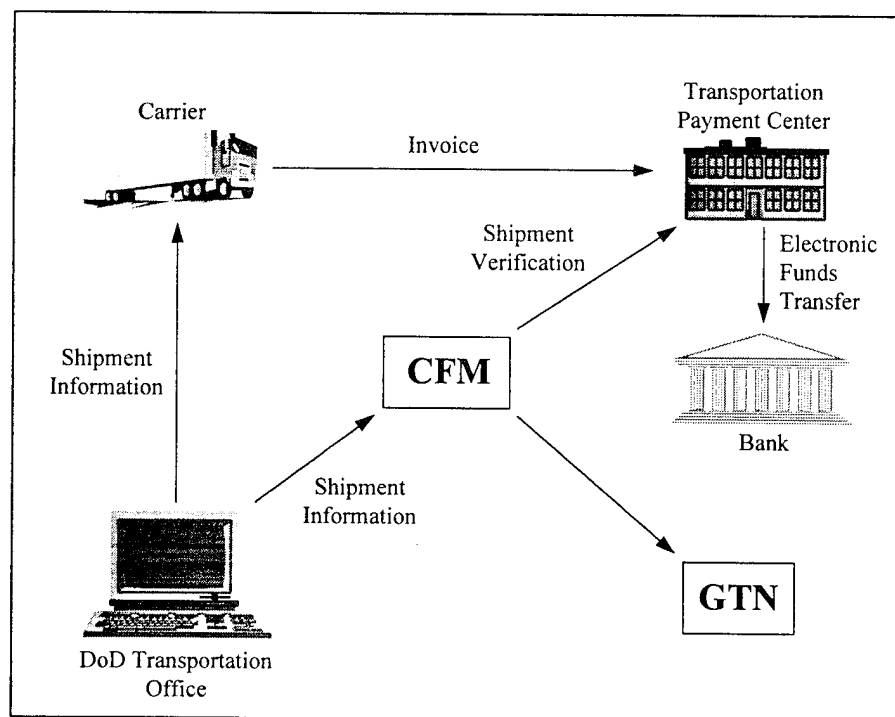 Carrier
Transportation
Payment Center
Invoice
Shipment
Verification
Electronic
Funds
Transfer
Shipment
Information
CFM
Bank
Shipment
Information
GTN
DoD Transportation
Office